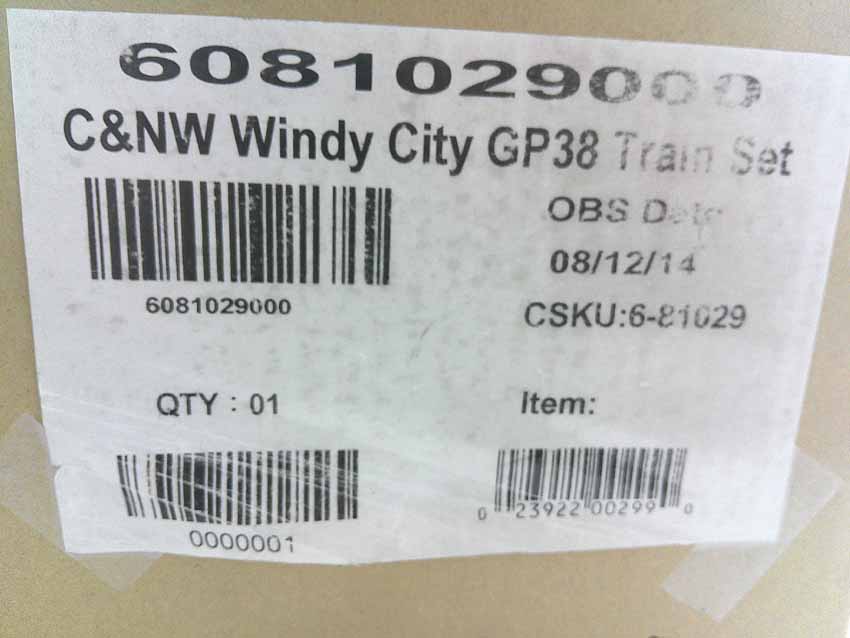 6081029000
C&NW Windy City GP38 Train Set
OBS Date
08/12/14
6081029000
CSKU:6-81029
QTY : 01
Item:
0000001
0 23922 00299 0